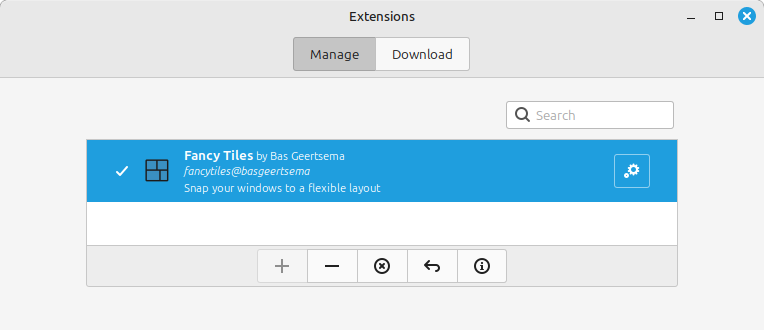 Extensions
Manage
Download
Search
Fancy Tiles by Bas Geertsema
fancytiles@basgeertsema
Snap your windows to a flexible layout